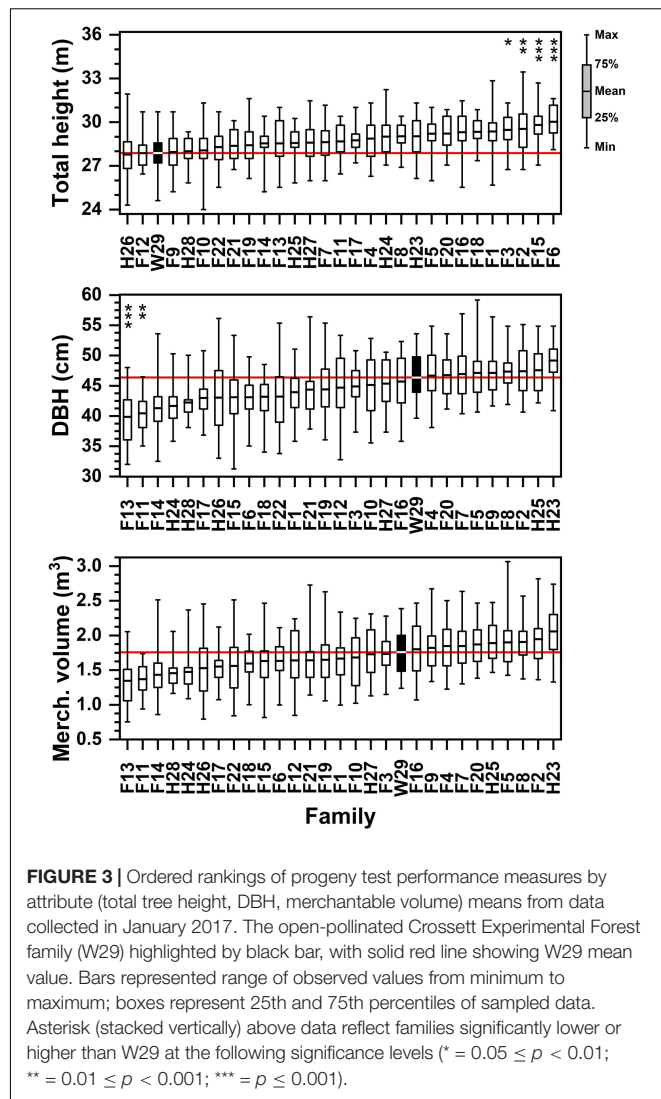 Total height (m)
36
33
30
27
24
* ** *** ***
Max
75%
Mean
25%
Min
H26 F12 W29 F9 H28 F10 F22 F21 F19 F14 F13 H25 H27 F7 F11 F17 F4 H24 F8 H23 F5 F20 F16 F18 F1 F3 F2 F15 F6
DBH (cm)
60
55
50
45
40
35
30
*** **
F13 F11 F14 H24 H28 F17 H26 F15 F6 F18 F22 F1 F21 F19 F12 F3 F10 H27 F16 W29 F4 F20 F7 F5 F9 F8 F2 H25 H23
Merch. volume (m³)
3.0
2.5
2.0
1.5
1.0
0.5
F13 F11 F14 H28 H24 H26 F17 F22 F18 F15 F6 F12 F21 F19 F1 F10 H27 F3 W29 F16 F9 F4 F7 F20 H25 F5 F8 F2 H23
Family
FIGURE 3 | Ordered rankings of progeny test performance measures by
attribute (total tree height, DBH, merchantable volume) means from data
collected in January 2017. The open-pollinated Crossett Experimental Forest
family (W29) highlighted by black bar, with solid red line showing W29 mean
value. Bars represented range of observed values from minimum to
maximum; boxes represent 25th and 75th percentiles of sampled data.
Asterisk (stacked vertically) above data reflect families significantly lower or
higher than W29 at the following significance levels (* = 0.05 ≤ p < 0.01;
** = 0.01 ≤ p < 0.001; *** = p ≤ 0.001).